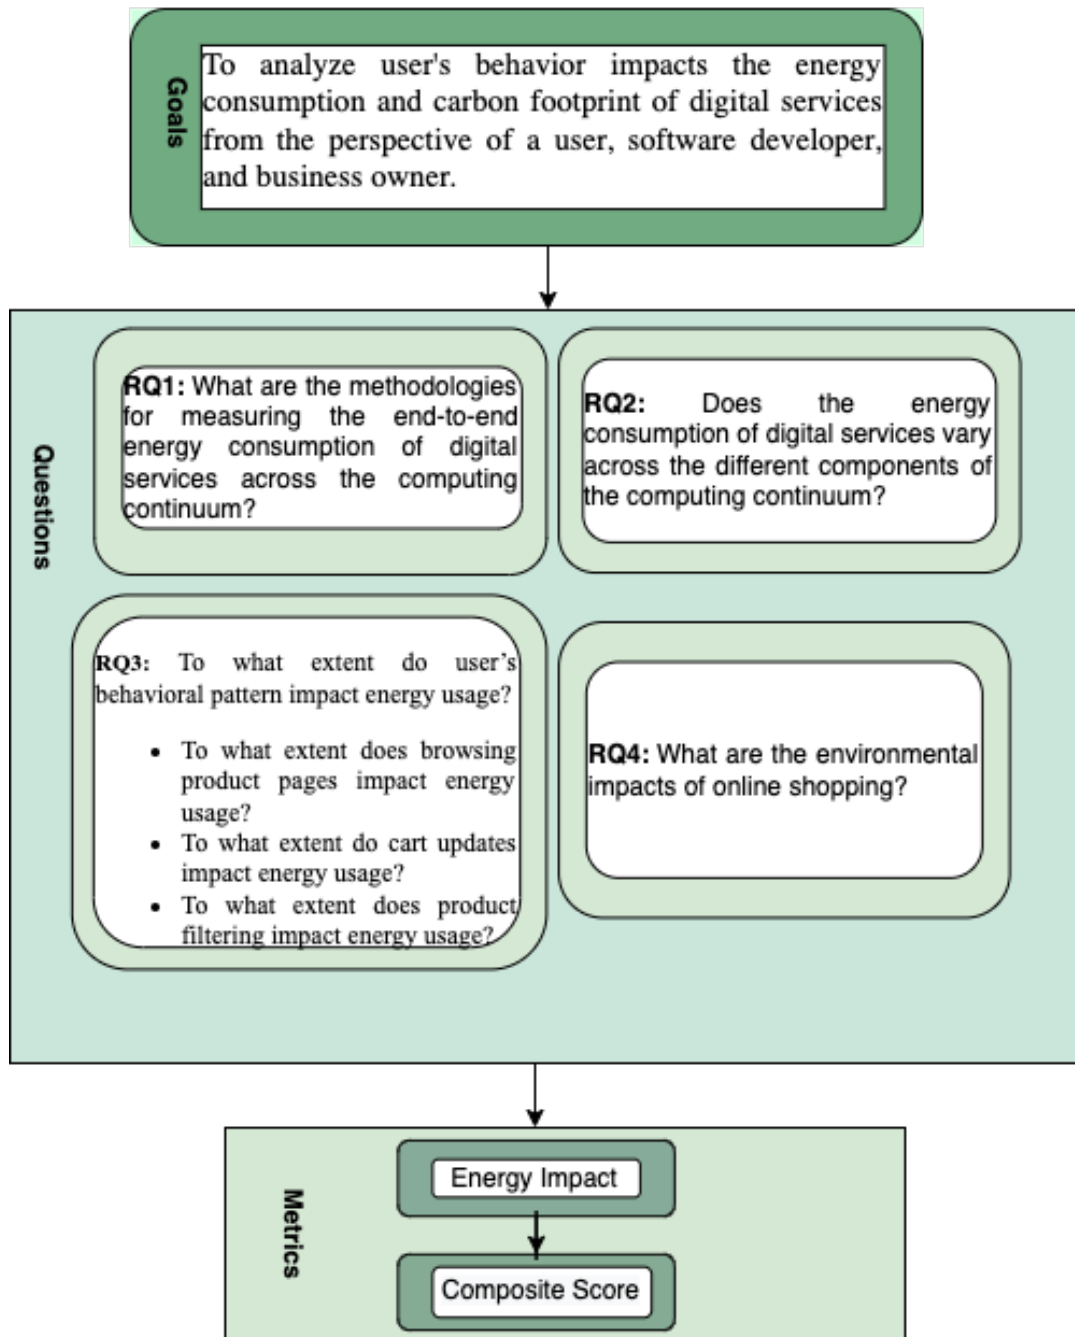 Goals
To analyze user's behavior impacts the energy
consumption and carbon footprint of digital services
from the perspective of a user, software developer,
and business owner.
Questions
RQ1: What are the methodologies
for measuring the end-to-end
energy consumption of digital
services across the computing
continuum?
RQ2: Does the energy
consumption of digital services vary
across the different components of
the computing continuum?
RQ3: To what extent do user’s
behavioral pattern impact energy usage?
• To what extent does browsing
product pages impact energy
usage?
• To what extent do cart updates
impact energy usage?
• To what extent does product
filtering impact energy usage?
RQ4: What are the environmental
impacts of online shopping?
Metrics
Energy Impact
Composite Score